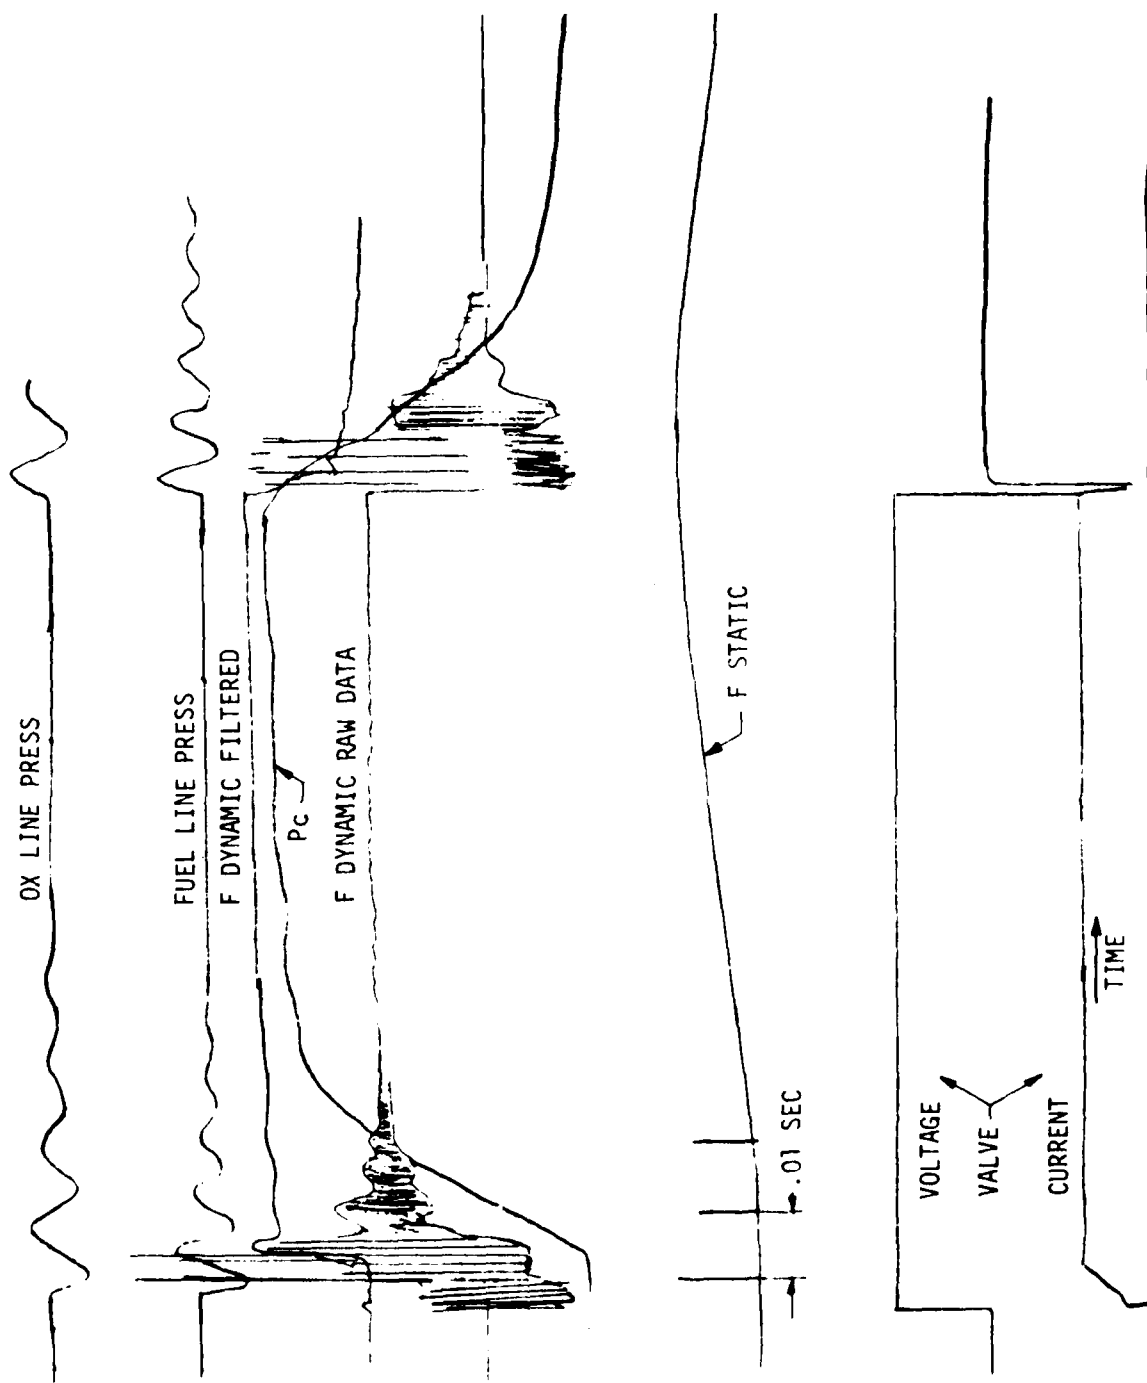 OX LINE PRESS
FUEL LINE PRESS
F DYNAMIC FILTERED
Pc
F DYNAMIC RAW DATA
F STATIC
.01 SEC
VOLTAGE
VALVE
CURRENT
TIME